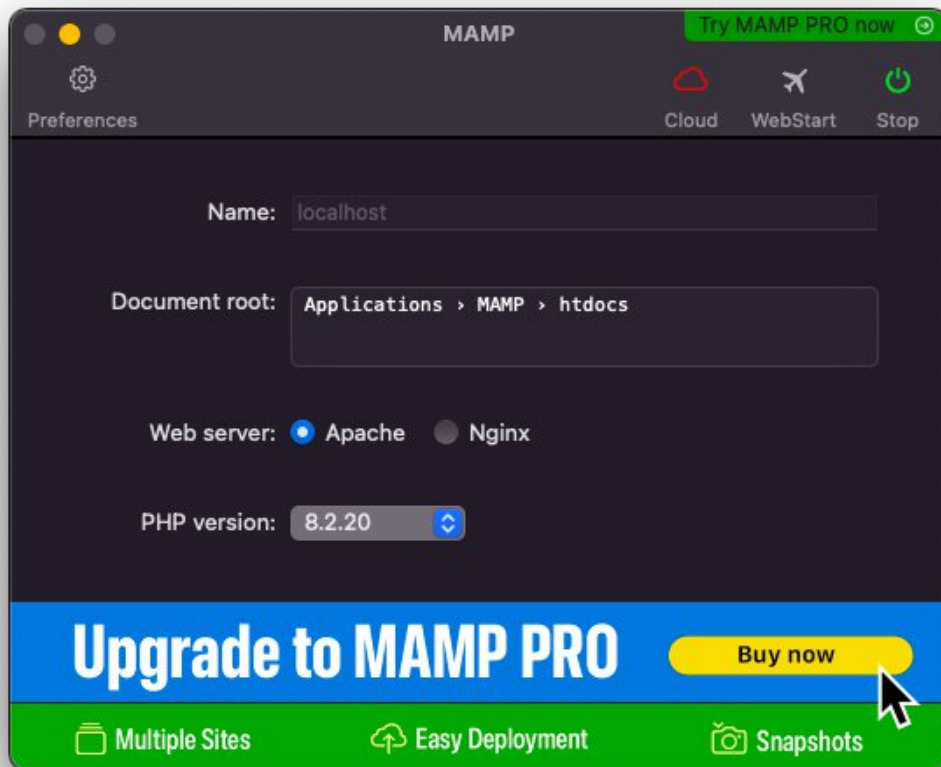 MAMP
Try MAMP PRO now
Preferences
Cloud
WebStart
Stop
Name: localhost
Document root: Applications › MAMP › htdocs
Web server: Apache Nginx
PHP version: 8.2.20
Upgrade to MAMP PRO
Buy now
Multiple Sites
Easy Deployment
Snapshots